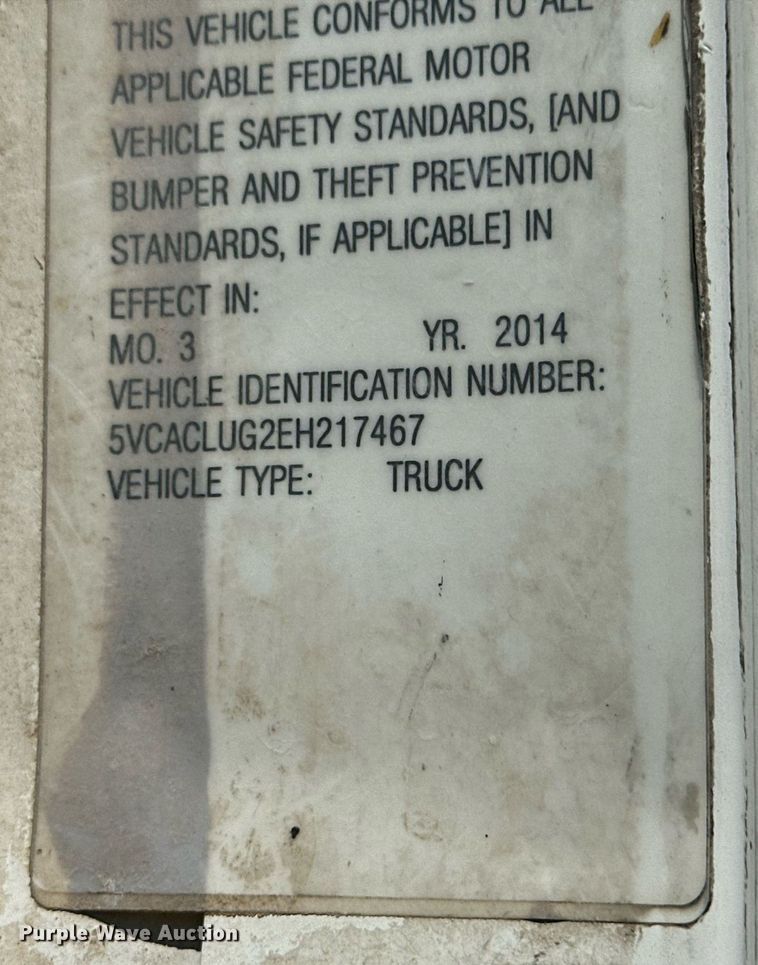 THIS VEHICLE CONFORMS TO ALL
APPLICABLE FEDERAL MOTOR
VEHICLE SAFETY STANDARDS, [AND
BUMPER AND THEFT PREVENTION
STANDARDS, IF APPLICABLE] IN
EFFECT IN:
MO. 3 YR. 2014
VEHICLE IDENTIFICATION NUMBER:
5VCACLUG2EH217467
VEHICLE TYPE: TRUCK
Purple Wave Auction